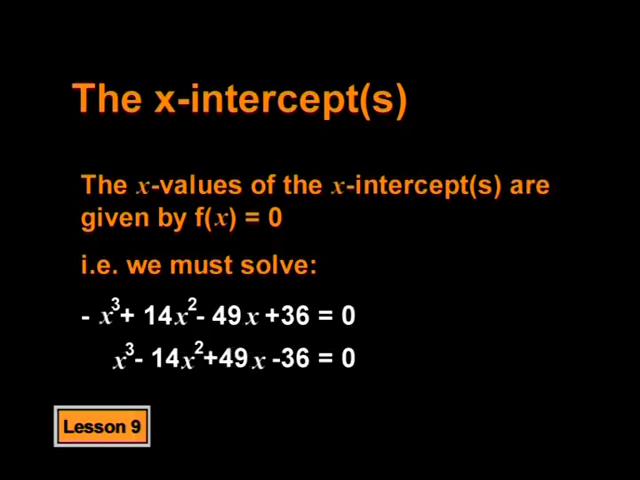 The x-intercept(s)
The x-values of the x-intercept(s) are
given by f(x) = 0
i.e. we must solve:
- x³+ 14x²- 49x +36 = 0
x³- 14x²+49x -36 = 0
Lesson 9